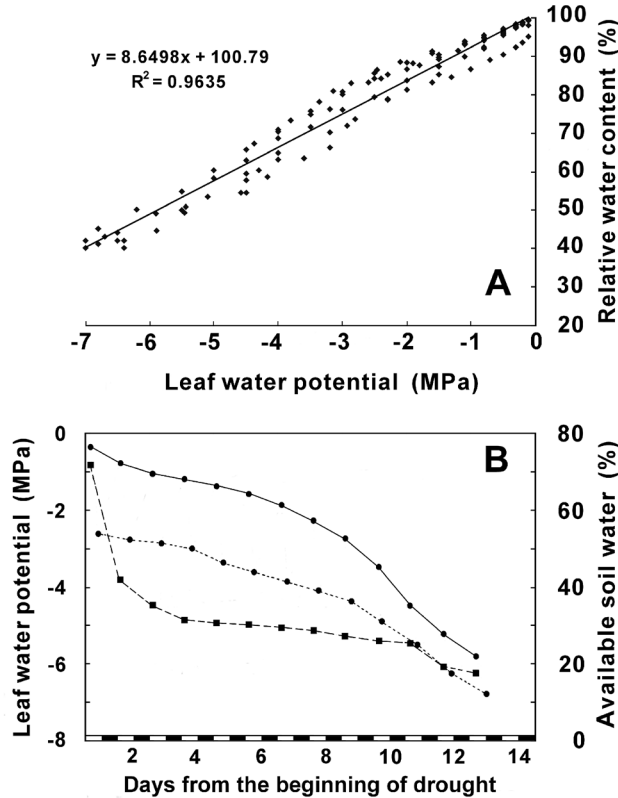 y = 8.6498x + 100.79
R² = 0.9635
100
90
80
70
60
50
40
30
20
Relative water content (%)
A
-7 -6 -5 -4 -3 -2 -1 0
Leaf water potential (MPa)
B
0
-2
-4
-6
-8
Leaf water potential (MPa)
80
60
40
20
0
Available soil water (%)
2 4 6 8 10 12 14
Days from the beginning of drought